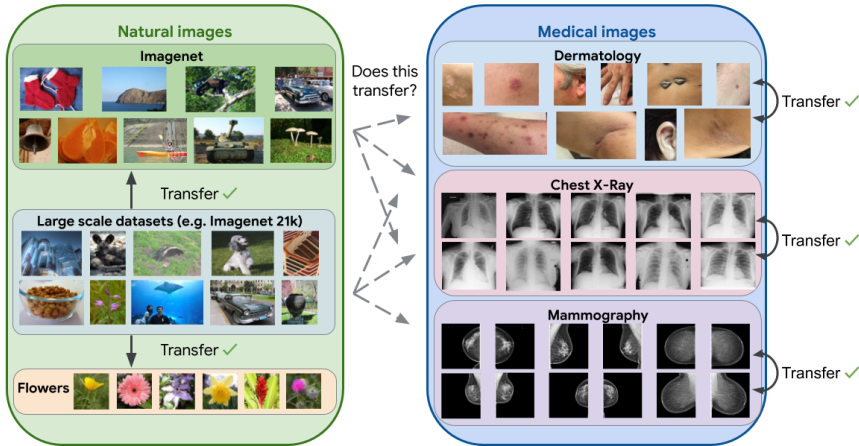 Natural images
Imagenet
Transfer ✓
Large scale datasets (e.g. Imagenet 21k)
Transfer ✓
Flowers
Does this
transfer?
Medical images
Dermatology
Transfer ✓
Chest X-Ray
Transfer ✓
Mammography
Transfer ✓